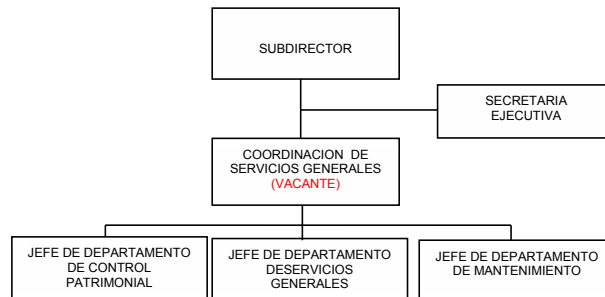 SUBDIRECTOR
SECRETARIA
EJECUTIVA
COORDINACION DE
SERVICIOS GENERALES
(VACANTE)
JEFE DE DEPARTAMENTO
DE CONTROL
PATRIMONIAL
JEFE DE DEPARTAMENTO
DESERVICIOS
GENERALES
JEFE DE DEPARTAMENTO
DE MANTENIMIENTO